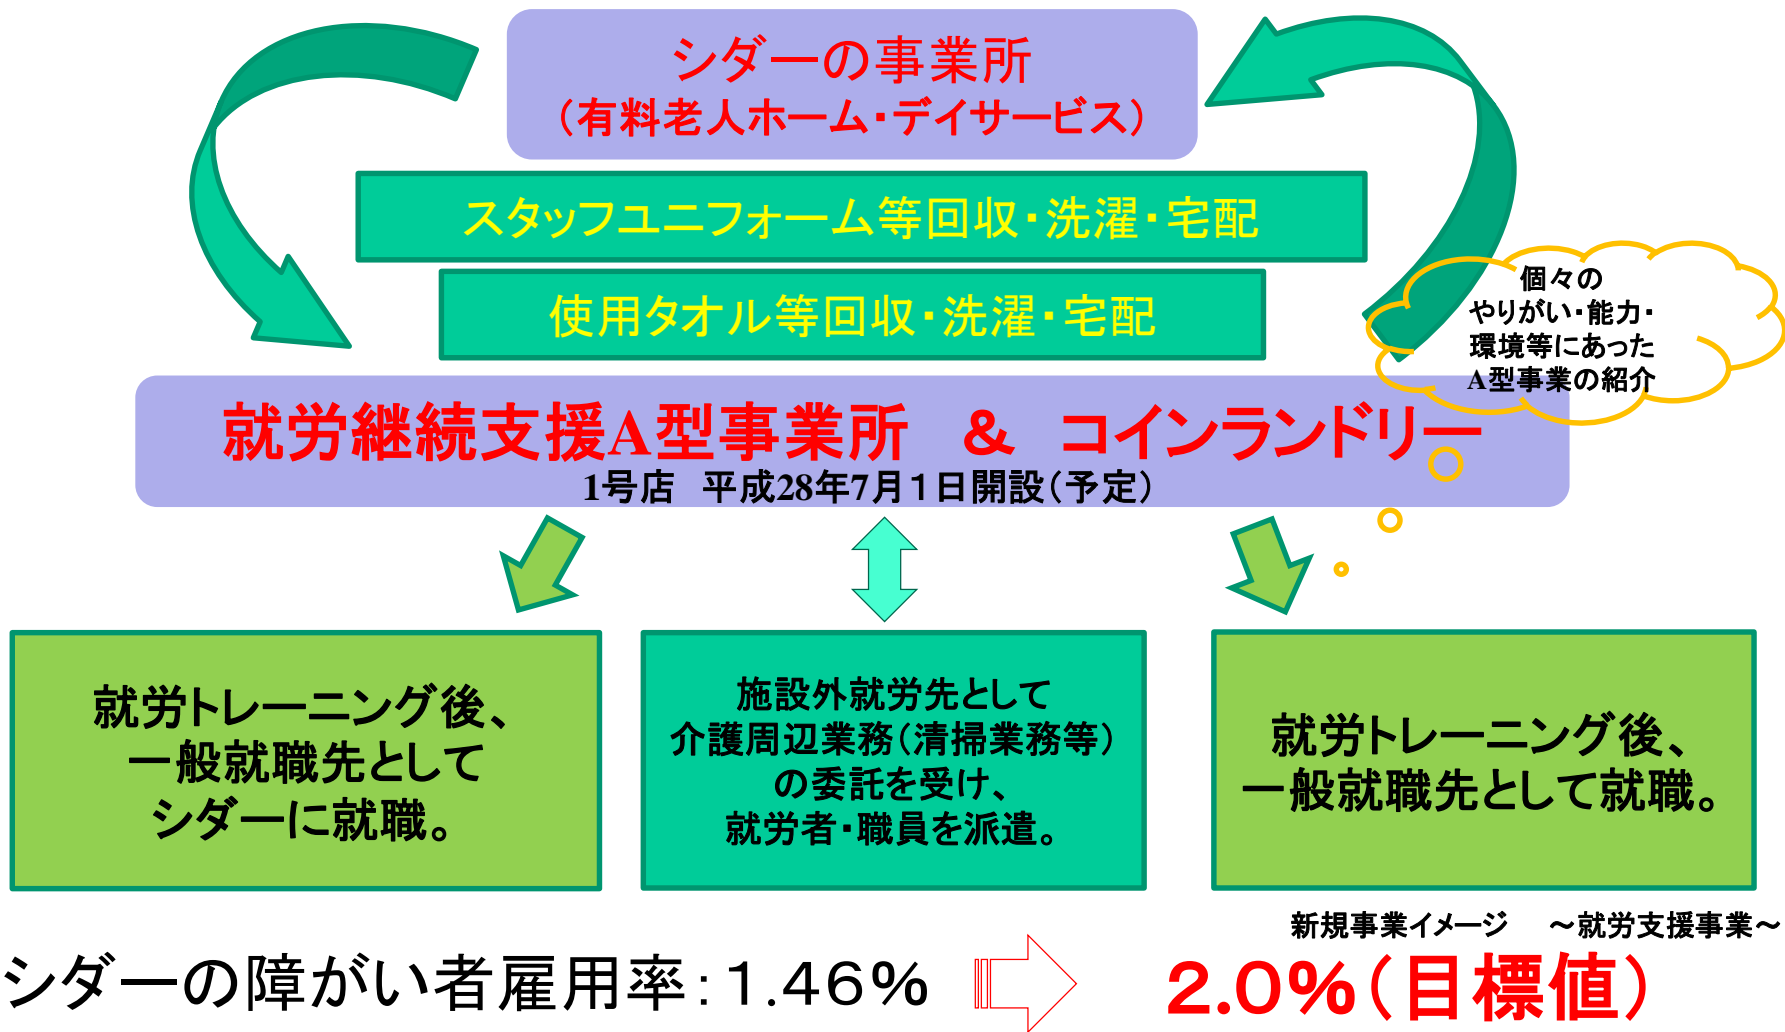 シダーの事業所
（有料老人ホーム・デイサービス）
スタッフユニフォーム等回収・洗濯・宅配
使用タオル等回収・洗濯・宅配
個々の
やりがい・能力・
環境等にあった
A型事業の紹介
就労継続支援A型事業所　＆　コインランドリー
1号店　平成28年7月１日開設（予定）
就労トレーニング後、
一般就職先として
シダーに就職。
施設外就労先として
介護周辺業務（清掃業務等）
の委託を受け、
就労者・職員を派遣。
就労トレーニング後、
一般就職先として就職。
新規事業イメージ　～就労支援事業～
シダーの障がい者雇用率：１.４６％
２.０％（目標値）